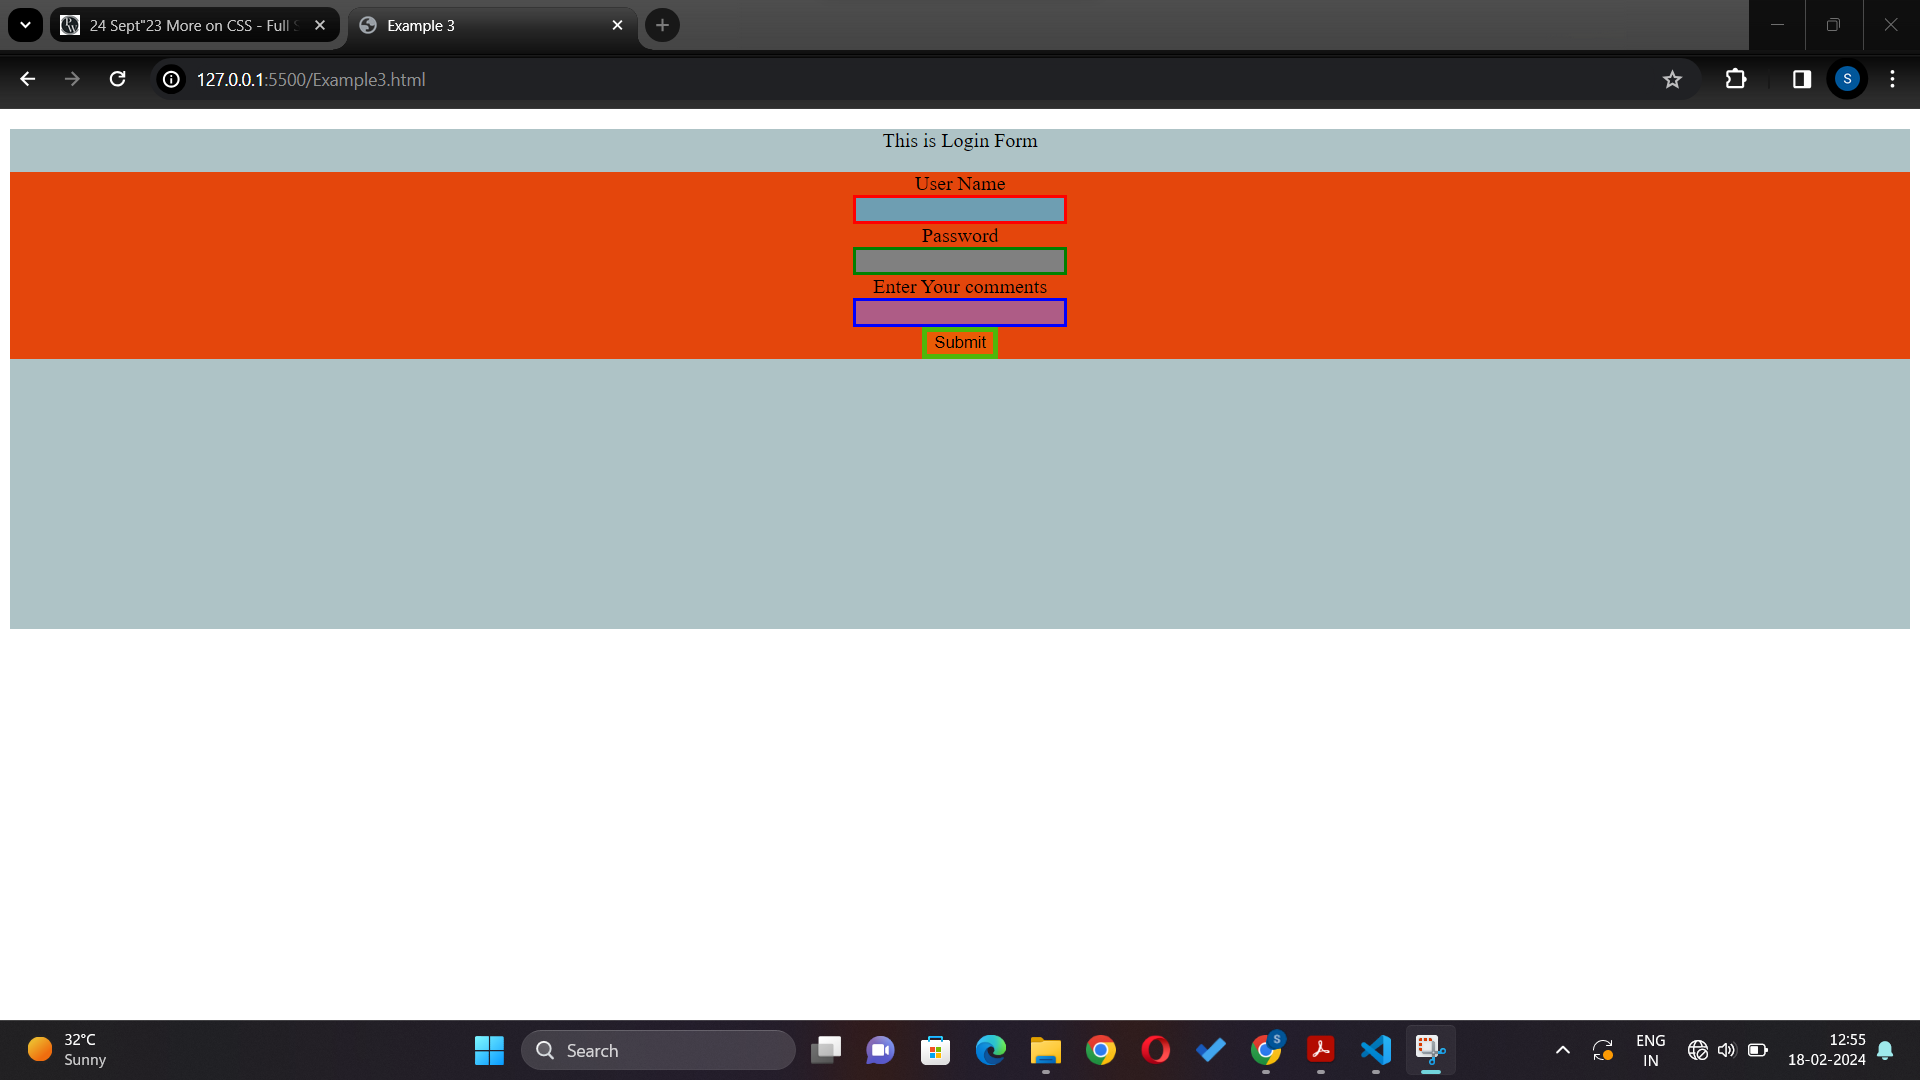 24 Sept"23 More on CSS - Full S
Example 3
127.0.0.1:5500/Example3.html
S
This is Login Form
User Name
Password
Enter Your comments
Submit
32°C
Sunny
Search
S
ENG
IN
12:55
18-02-2024